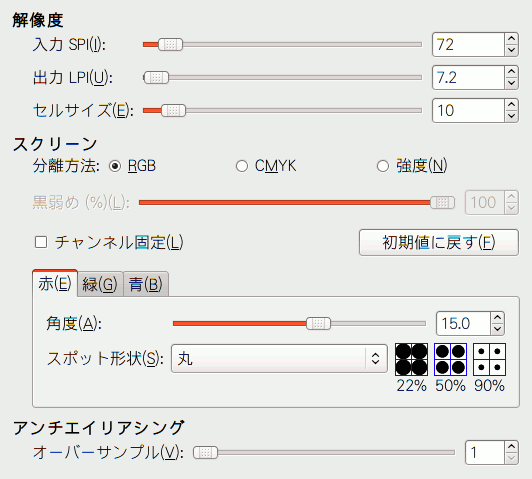 解像度
入力 SPI(I): 72
出力 LPI(U): 7.2
セルサイズ(E): 10
スクリーン
分離方法: RGB CMYK 強度(N)
黒弱め (%)(L): 100
チャンネル固定(L) 初期値に戻す(F)
赤(E) 緑(G) 青(B)
角度(A): 15.0
スポット形状(S): 丸
22% 50% 90%
アンチエイリアシング
オーバーサンプル(V): 1